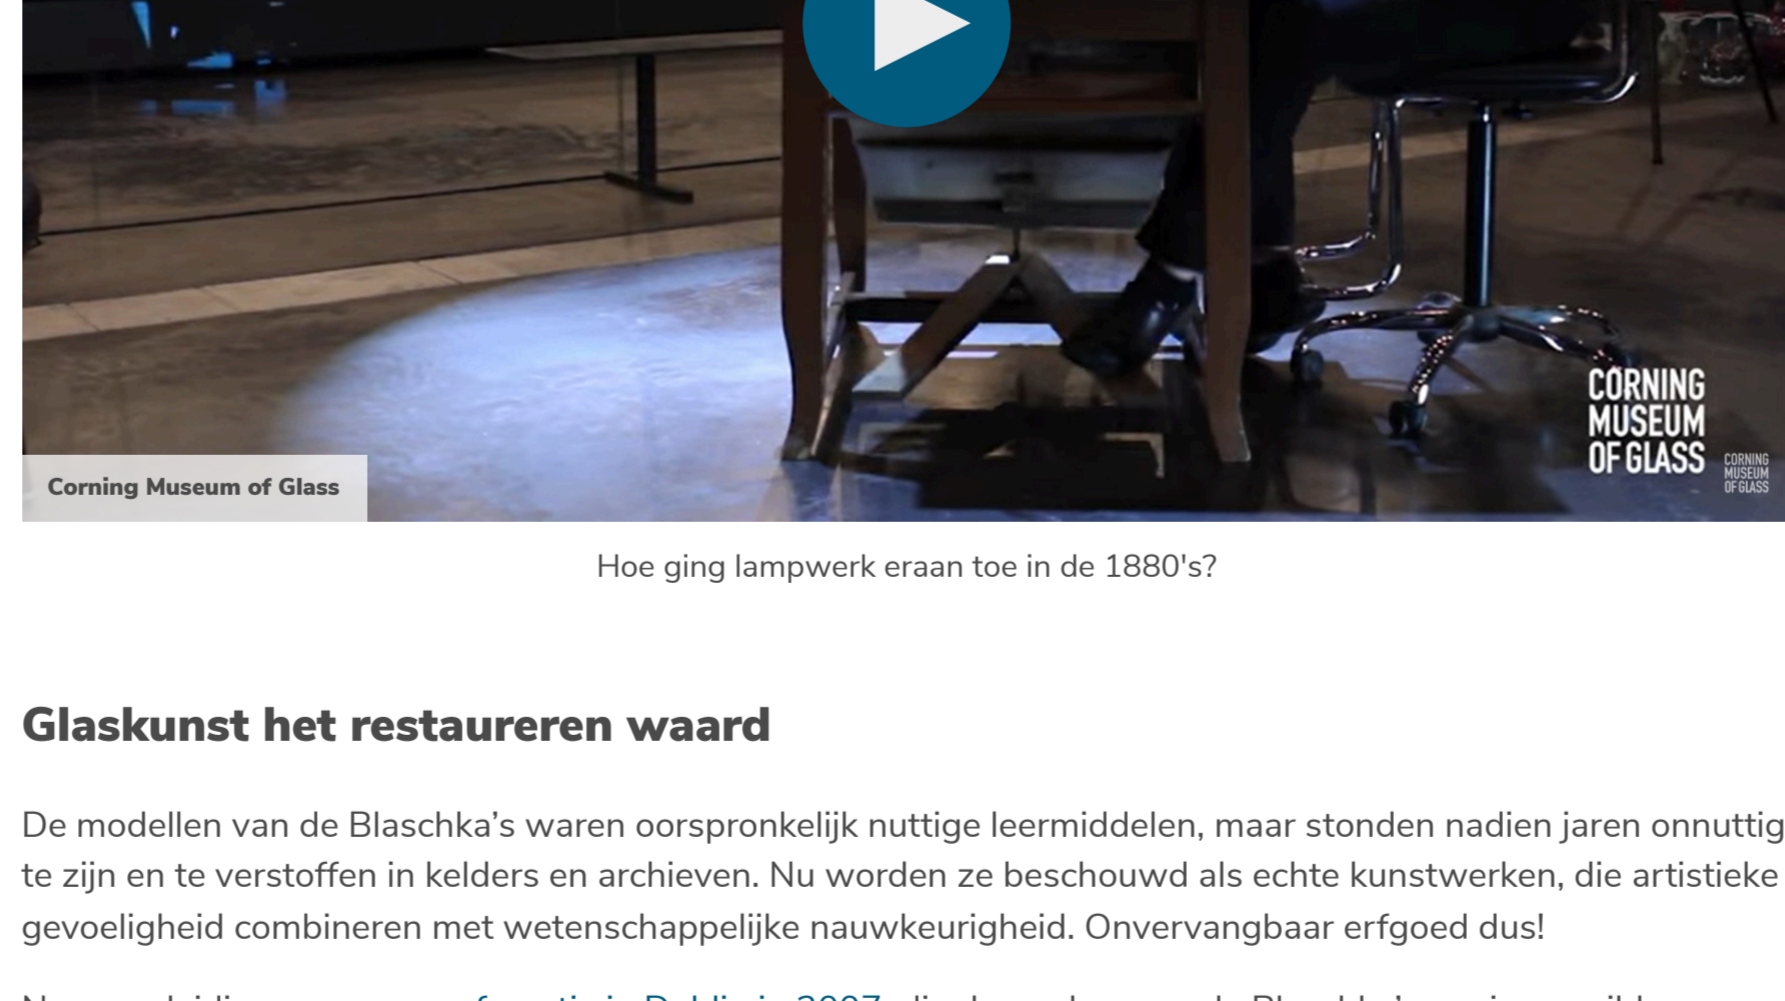 CORNING
MUSEUM
OF GLASS
CORNING
MUSEUM
OF GLASS
Corning Museum of Glass
Hoe ging lampwerk eraan toe in de 1880's?
Glaskunst het restaureren waard
De modellen van de Blaschka’s waren oorspronkelijk nuttige leermiddelen, maar stonden nadien jaren onnuttig
te zijn en te verstoffen in kelders en archieven. Nu worden ze beschouwd als echte kunstwerken, die artistieke
gevoeligheid combineren met wetenschappelijke nauwkeurigheid. Onvervangbaar erfgoed dus!